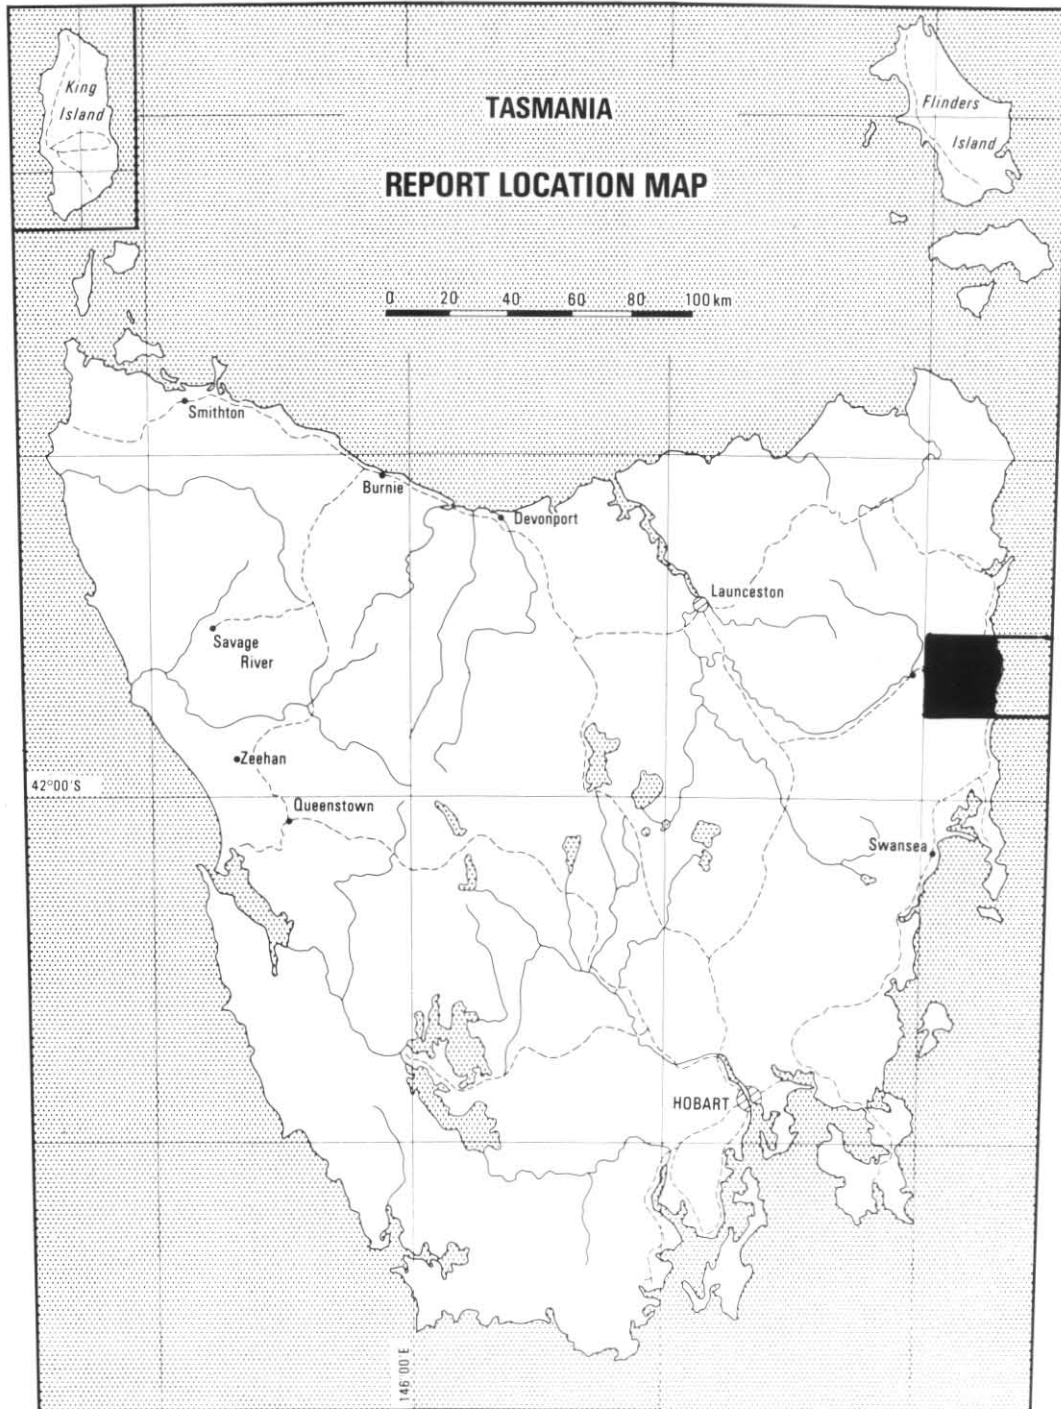 King
Island
TASMANIA
Flinders
Island
REPORT LOCATION MAP
0 20 40 60 80 100 km
Smithton
Burnie
Devonport
Launceston
Savage
River
Zeehan
42°00'S
Queenstown
Swansea
HOBART
146°00'E